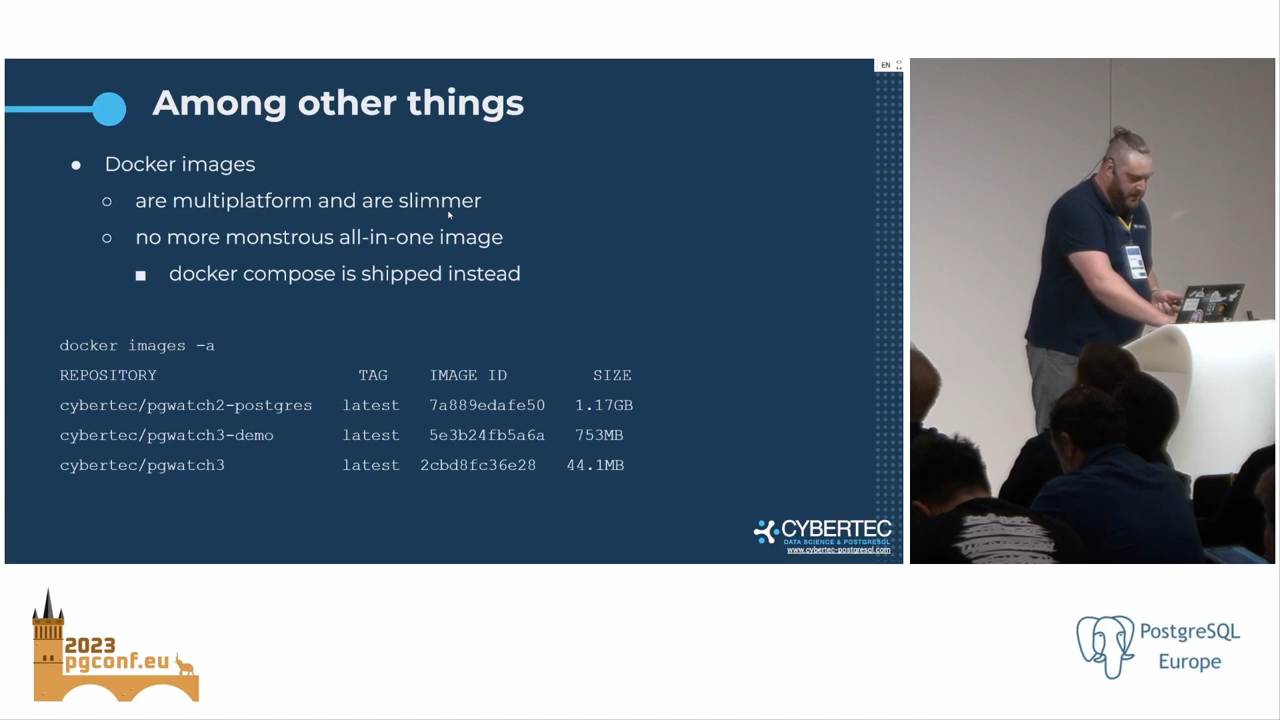 EN
Among other things
● Docker images
○ are multiplatform and are slimmer
○ no more monstrous all-in-one image
■ docker compose is shipped instead
docker images -a
REPOSITORY TAG IMAGE ID SIZE
cybertec/pgwatch2-postgres latest 7a889edafe50 1.17GB
cybertec/pgwatch3-demo latest 5e3b24fb5a6a 753MB
cybertec/pgwatch3 latest 2cbd8fc36e28 44.1MB
CYBERTEC
DATA SCIENCE & POSTGRESQL
www.cybertec-postgresql.com
2023
pgconf.eu
PostgreSQL
Europe